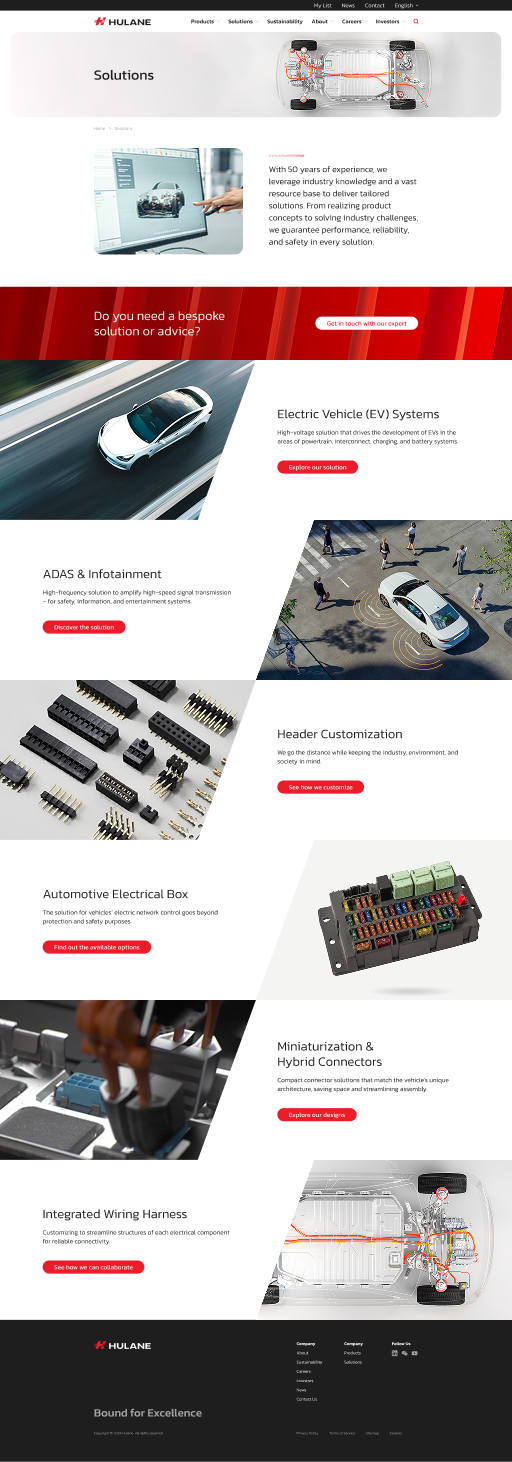 My List News Contact English
HULANE Products Solutions Sustainability About Careers Investors
Solutions
Home > Solutions
With 50 years of experience, we
leverage industry knowledge and a vast
resource base to deliver tailored
solutions. From realizing product
concepts to solving industry challenges,
we guarantee performance, reliability,
and safety in every solution.
Do you need a bespoke
solution or advice?
Get in touch with our expert
Electric Vehicle (EV) Systems
High-voltage solution that drives the development of EVs in the
areas of powertrain, interconnect, charging, and battery systems.
Explore our solution
ADAS & Infotainment
High-frequency solution to amplify high-speed signal transmission
– for safety, information, and entertainment systems.
Discover the solution
Header Customization
We go the distance while keeping the industry, environment, and
society in mind.
See how we customize
Automotive Electrical Box
The solution for vehicles' electric network control goes beyond
protection and safety purposes.
Find out the available options
Miniaturization &
Hybrid Connectors
Compact connector solutions that match the vehicle's unique
architecture, saving space and streamlining assembly.
Explore our designs
Integrated Wiring Harness
Customizing to streamline structures of each electrical component
for reliable connectivity.
See how we can collaborate
HULANE
Company
About
Sustainability
Careers
Investors
News
Contact Us
Company
Products
Solutions
Follow Us
Bound for Excellence
Privacy Policy Terms of Service Sitemap Cookies